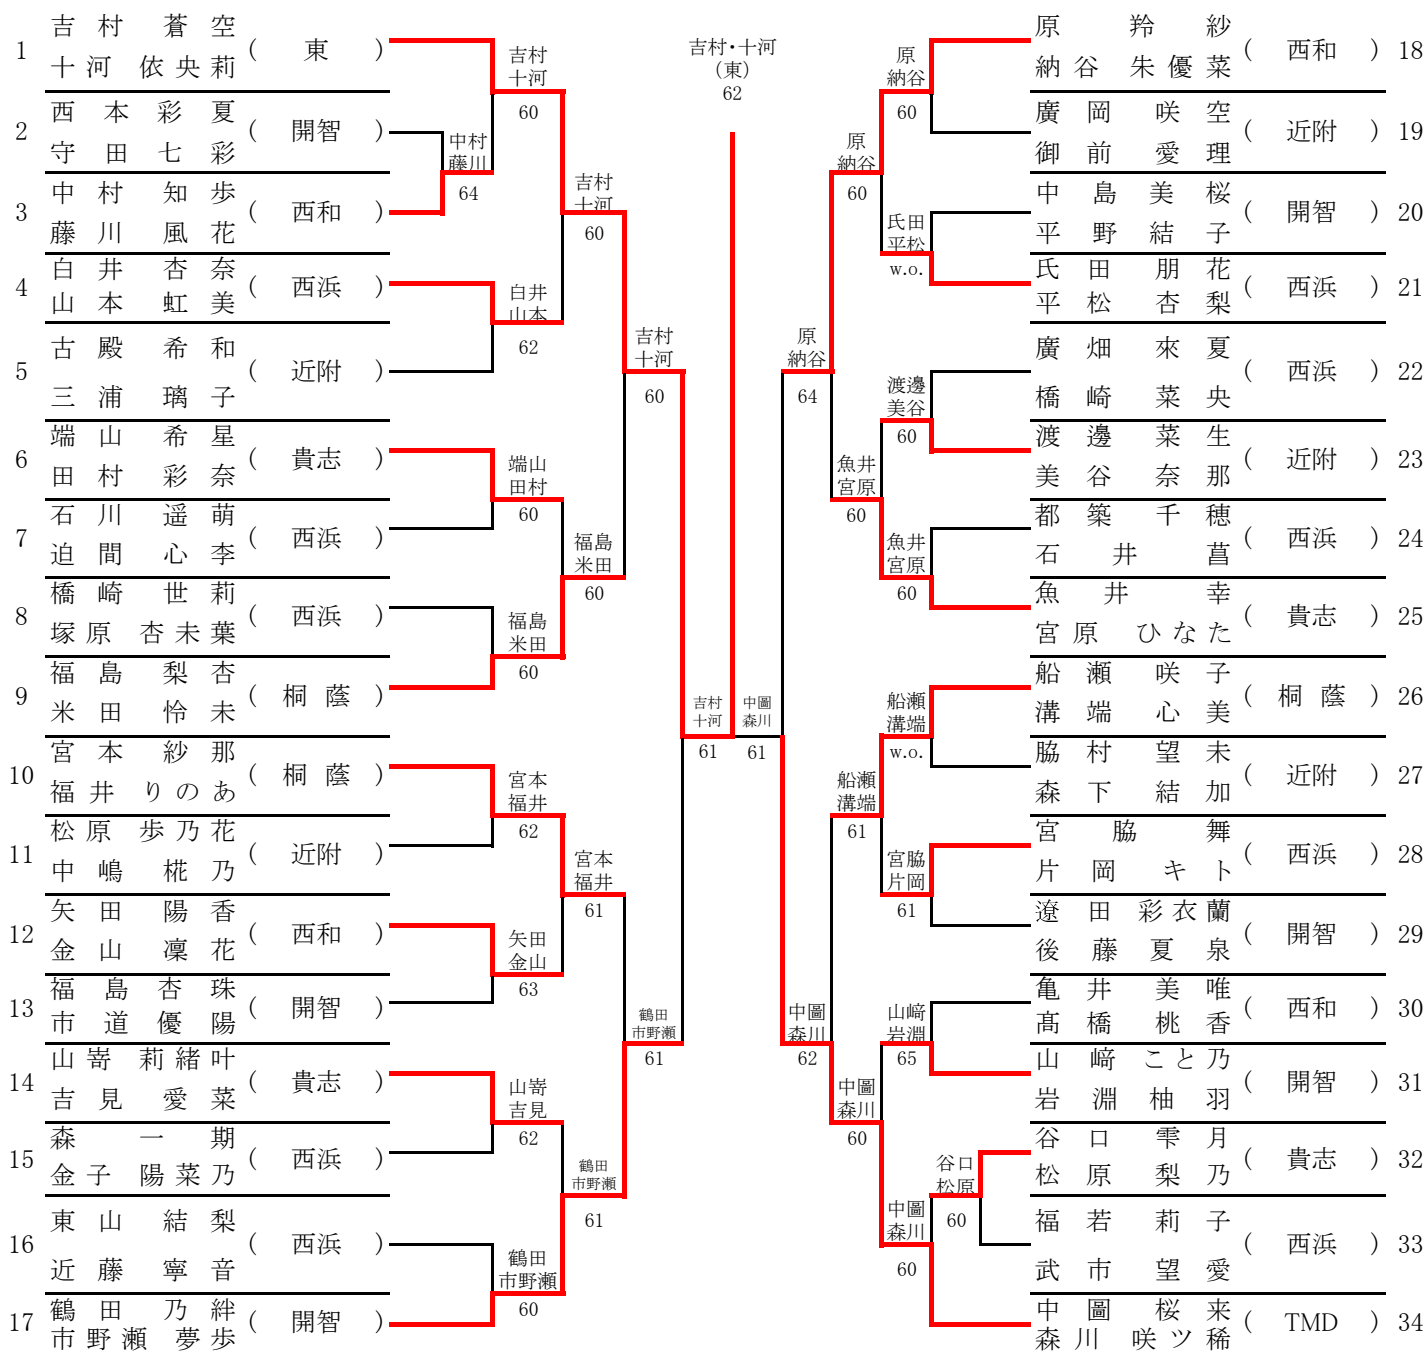 1 吉村 蒼空 十河 依央莉 ( 東 )
2 西本 彩夏 守田 七彩 ( 開智 )
3 中村 知歩 藤川 風花 ( 西和 )
4 白井 杏奈 山本 虹美 ( 西浜 )
5 古殿 希和 三浦 璃子 ( 近附 )
6 端山 希星 田村 彩奈 ( 貴志 )
7 石川 遥萌 迫間 心李 ( 西浜 )
8 橋崎 世莉 塚原 杏未葉 ( 西浜 )
9 福島 梨杏 米田 怜未 ( 桐蔭 )
10 宮本 紗那 福井 りのあ ( 桐蔭 )
11 松原 歩乃花 中嶋 椛乃 ( 近附 )
12 矢田 陽香 金山 凜花 ( 西和 )
13 福島 杏珠 市道 優陽 ( 開智 )
14 山嵜 莉緒叶 吉見 愛菜 ( 貴志 )
15 森 一期 金子 陽菜乃 ( 西浜 )
16 東山 結梨 近藤 寧音 ( 西浜 )
17 鶴田 乃絆 市野瀬 夢歩 ( 開智 )
中村
藤川
64
吉村
十河
60
白井
山本
62
端山
田村
60
福島
米田
60
宮本
福井
62
矢田
金山
63
山嵜
吉見
62
鶴田
市野瀬
60
吉村
十河
60
福島
米田
60
宮本
福井
61
鶴田
市野瀬
61
吉村
十河
60
鶴田
市野瀬
61
吉村
十河
61
吉村・十河
(東)
62
中圖
森川
61
原
納谷
64
中圖
森川
62
原
納谷
60
魚井
宮原
60
船瀬
溝端
61
中圖
森川
60
原
納谷
60
氏田
平松
w.o.
渡邊
美谷
60
魚井
宮原
60
船瀬
溝端
w.o.
宮脇
片岡
61
山﨑
岩淵
65
中圖
森川
60
谷口
松原
60
原 羚紗 納谷 朱優菜 ( 西和 ) 18
廣岡 咲空 御前 愛理 ( 近附 ) 19
中島 美桜 平野 結子 ( 開智 ) 20
氏田 朋花 平松 杏梨 ( 西浜 ) 21
廣畑 來夏 橋崎 菜央 ( 西浜 ) 22
渡邊 菜生 美谷 奈那 ( 近附 ) 23
都築 千穂 石井 菖 ( 西浜 ) 24
魚井 幸 宮原 ひなた ( 貴志 ) 25
船瀬 咲子 溝端 心美 ( 桐蔭 ) 26
脇村 望未 森下 結加 ( 近附 ) 27
宮脇 舞 片岡 キト ( 西浜 ) 28
遼田 彩衣蘭 後藤 夏泉 ( 開智 ) 29
亀井 美唯 髙橋 桃香 ( 西和 ) 30
山﨑 こと乃 岩淵 柚羽 ( 開智 ) 31
谷口 雫月 松原 梨乃 ( 貴志 ) 32
福若 莉子 武市 望愛 ( 西浜 ) 33
中圖 桜来 森川 咲ツ稀 ( TMD ) 34